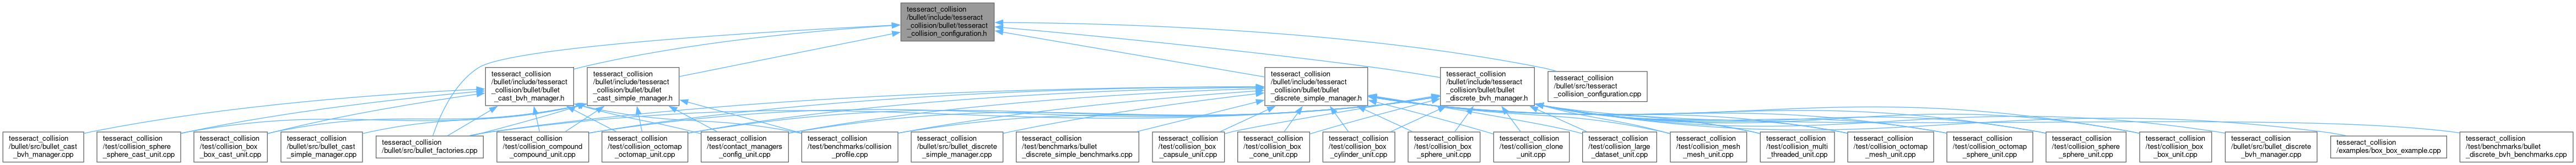 tesseract_collision
/bullet/include/tesseract
_collision/bullet/tesseract
_collision_configuration.h
tesseract_collision
/bullet/include/tesseract
_collision/bullet/bullet
_cast_bvh_manager.h
tesseract_collision
/bullet/include/tesseract
_collision/bullet/bullet
_cast_simple_manager.h
tesseract_collision
/bullet/include/tesseract
_collision/bullet/bullet
_discrete_simple_manager.h
tesseract_collision
/bullet/include/tesseract
_collision/bullet/bullet
_discrete_bvh_manager.h
tesseract_collision
/bullet/src/tesseract
_collision_configuration.cpp
tesseract_collision
/bullet/src/bullet_cast
_bvh_manager.cpp
tesseract_collision
/test/collision_sphere
_sphere_cast_unit.cpp
tesseract_collision
/test/collision_box
_box_cast_unit.cpp
tesseract_collision
/bullet/src/bullet_cast
_simple_manager.cpp
tesseract_collision
/bullet/src/bullet_factories.cpp
tesseract_collision
/test/collision_compound
_compound_unit.cpp
tesseract_collision
/test/collision_octomap
_octomap_unit.cpp
tesseract_collision
/test/contact_managers
_config_unit.cpp
tesseract_collision
/test/benchmarks/collision
_profile.cpp
tesseract_collision
/bullet/src/bullet_discrete
_simple_manager.cpp
tesseract_collision
/test/benchmarks/bullet
_discrete_simple_benchmarks.cpp
tesseract_collision
/test/collision_box
_capsule_unit.cpp
tesseract_collision
/test/collision_box
_cone_unit.cpp
tesseract_collision
/test/collision_box
_cylinder_unit.cpp
tesseract_collision
/test/collision_box
_sphere_unit.cpp
tesseract_collision
/test/collision_clone
_unit.cpp
tesseract_collision
/test/collision_large
_dataset_unit.cpp
tesseract_collision
/test/collision_mesh
_mesh_unit.cpp
tesseract_collision
/test/collision_multi
_threaded_unit.cpp
tesseract_collision
/test/collision_octomap
_mesh_unit.cpp
tesseract_collision
/test/collision_octomap
_sphere_unit.cpp
tesseract_collision
/test/collision_sphere
_sphere_unit.cpp
tesseract_collision
/test/collision_box
_box_unit.cpp
tesseract_collision
/bullet/src/bullet_discrete
_bvh_manager.cpp
tesseract_collision
/examples/box_box_example.cpp
tesseract_collision
/test/benchmarks/bullet
_discrete_bvh_benchmarks.cpp